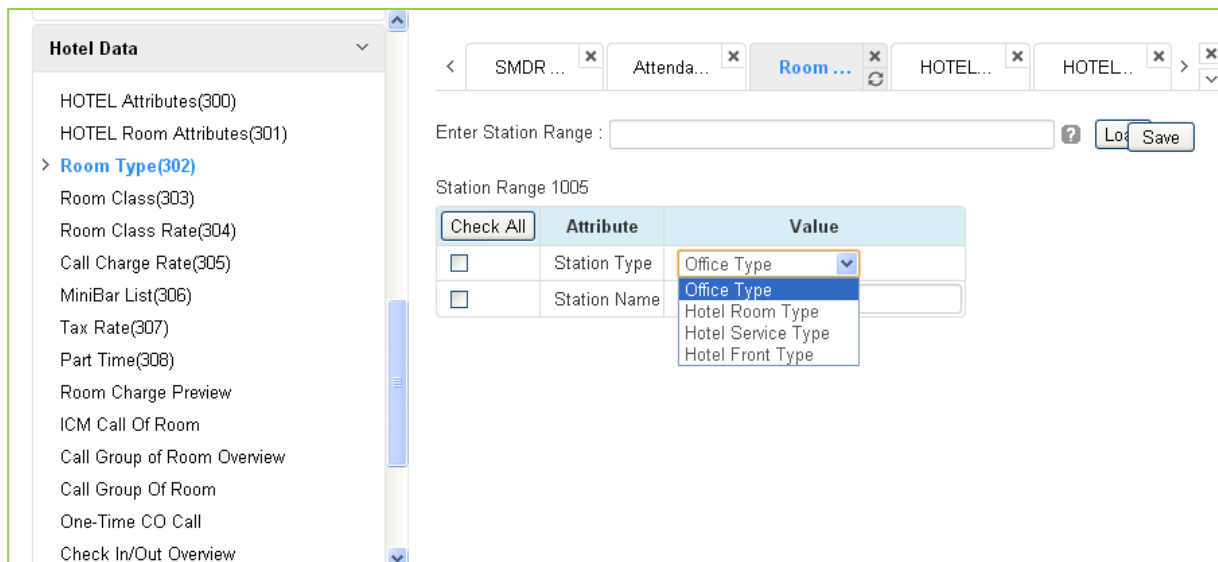 Hotel Data
HOTEL Attributes(300)
HOTEL Room Attributes(301)
> Room Type(302)
Room Class(303)
Room Class Rate(304)
Call Charge Rate(305)
MiniBar List(306)
Tax Rate(307)
Part Time(308)
Room Charge Preview
ICM Call Of Room
Call Group of Room Overview
Call Group Of Room
One-Time CO Call
Check In/Out Overview
SMDR ... Attenda... Room ... HOTEL... HOTEL..
Enter Station Range : ? Loa Save
Station Range 1005
Check All Attribute Value
Station Type Office Type
Station Name
Office Type
Hotel Room Type
Hotel Service Type
Hotel Front Type